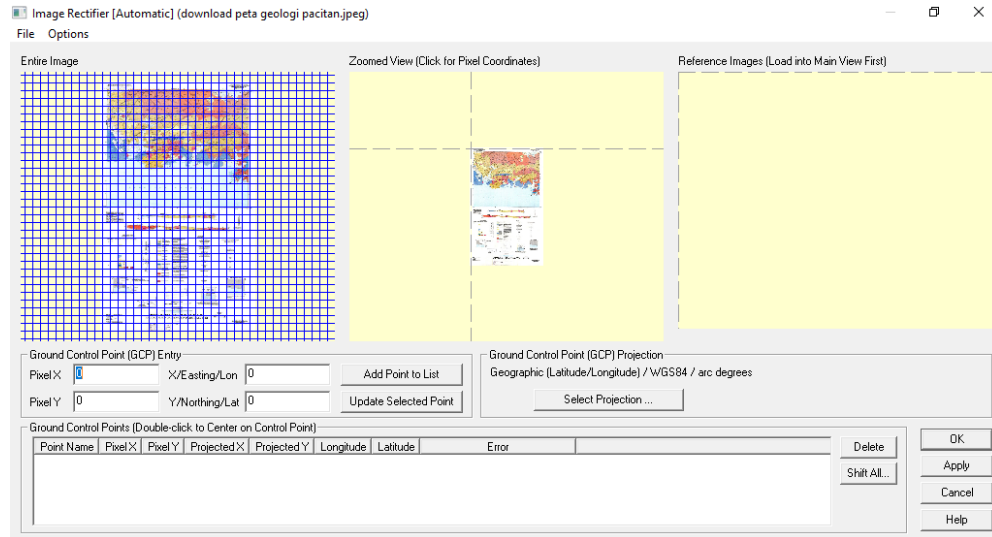 Image Rectifier [Automatic] (download peta geologi pacitan.jpeg)
File Options
Entire Image
Zoomed View (Click for Pixel Coordinates)
Reference Images (Load into Main View First)
Ground Control Point (GCP) Entry
Pixel X 0 X/Easting/Lon 0 Add Point to List
Pixel Y 0 Y/Northing/Lat 0 Update Selected Point
Ground Control Point (GCP) Projection
Geographic (Latitude/Longitude) / WGS84 / arc degrees
Select Projection ...
Ground Control Points (Double-click to Center on Control Point)
Point Name Pixel X Pixel Y Projected X Projected Y Longitude Latitude Error
Delete
Shift All...
OK
Apply
Cancel
Help